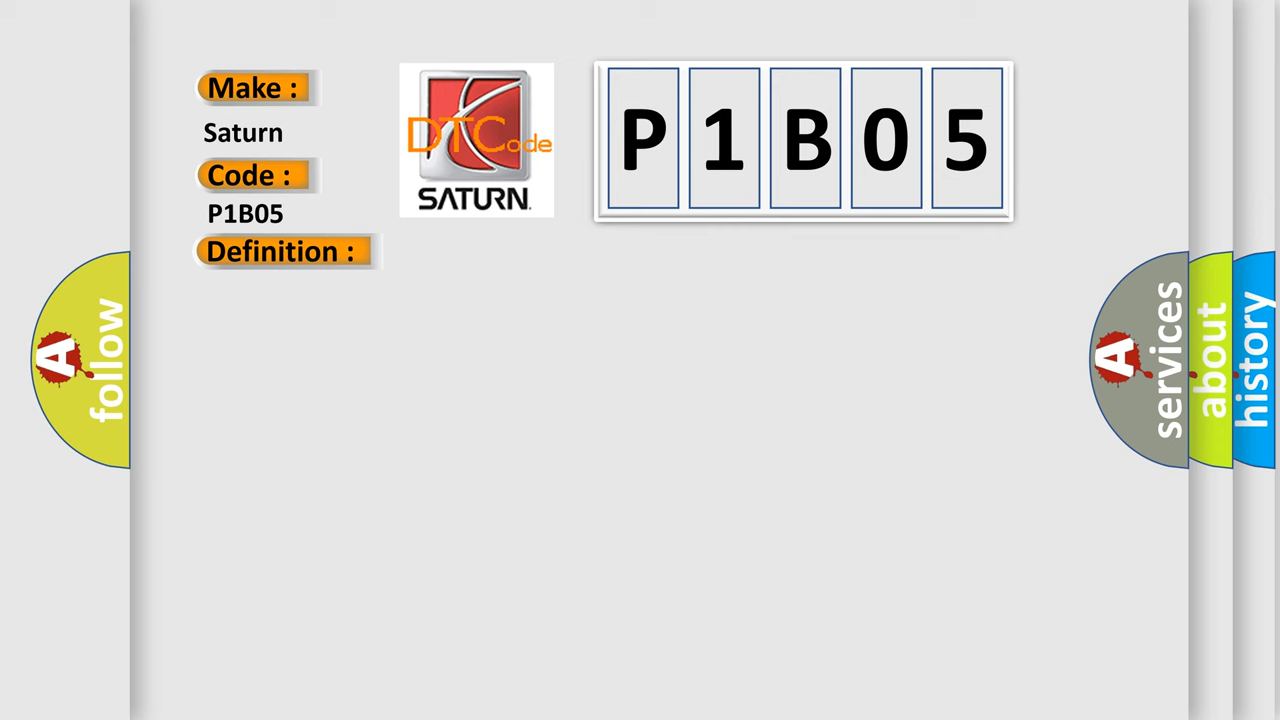 Make :
Saturn
Code :
P1B05
Definition :
DTCode
SATURN
P 1 B 0 5
A follow
A services
about
history